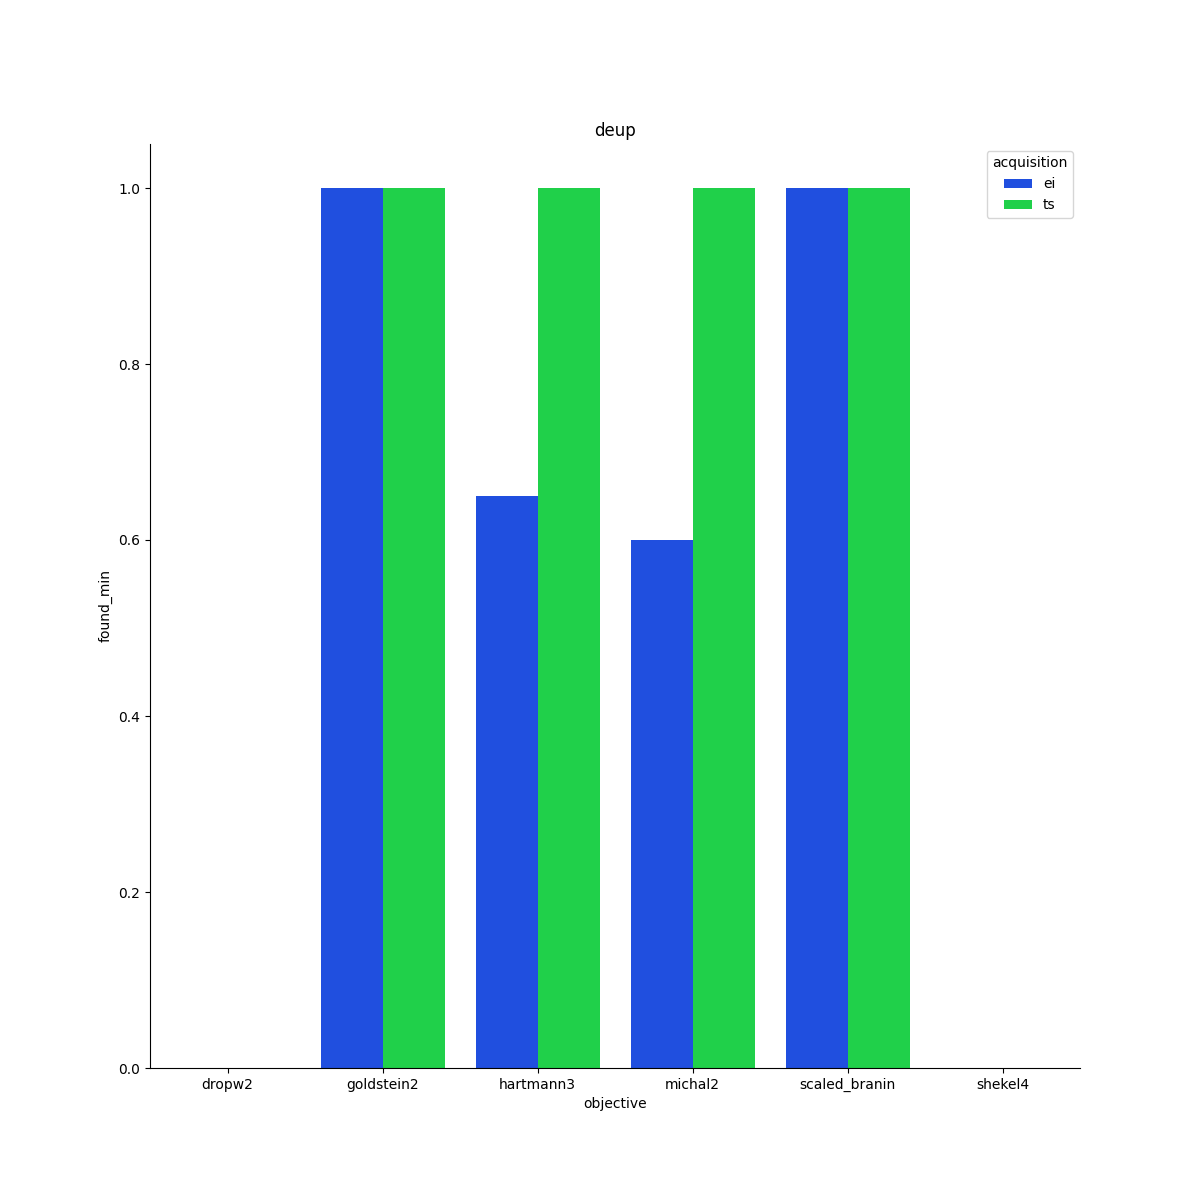 deup
acquisition
ei
ts
1.0
0.8
0.6
0.4
0.2
0.0
found_min
dropw2 goldstein2 hartmann3 michal2 scaled_branin shekel4
objective